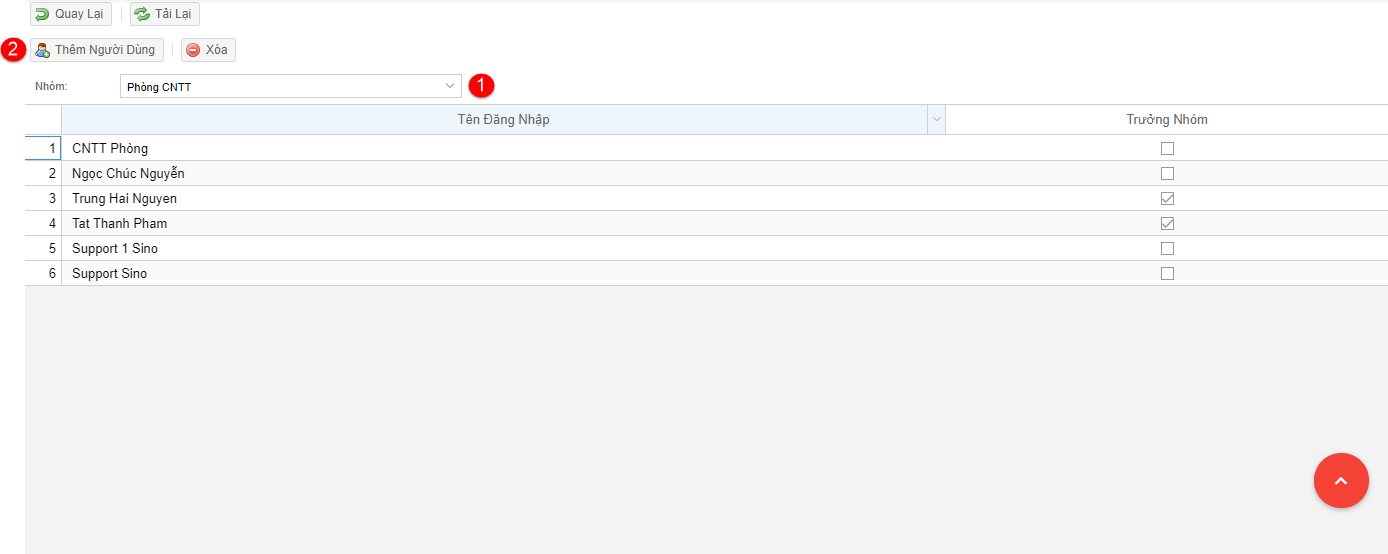 Quay Lại Tải Lại
2 Thêm Người Dùng Xóa
Nhóm: Phòng CNTT 1
Tên Đăng Nhập Trưởng Nhóm
1 CNTT Phòng
2 Ngọc Chúc Nguyễn
3 Trung Hai Nguyen
4 Tat Thanh Pham
5 Support 1 Sino
6 Support Sino